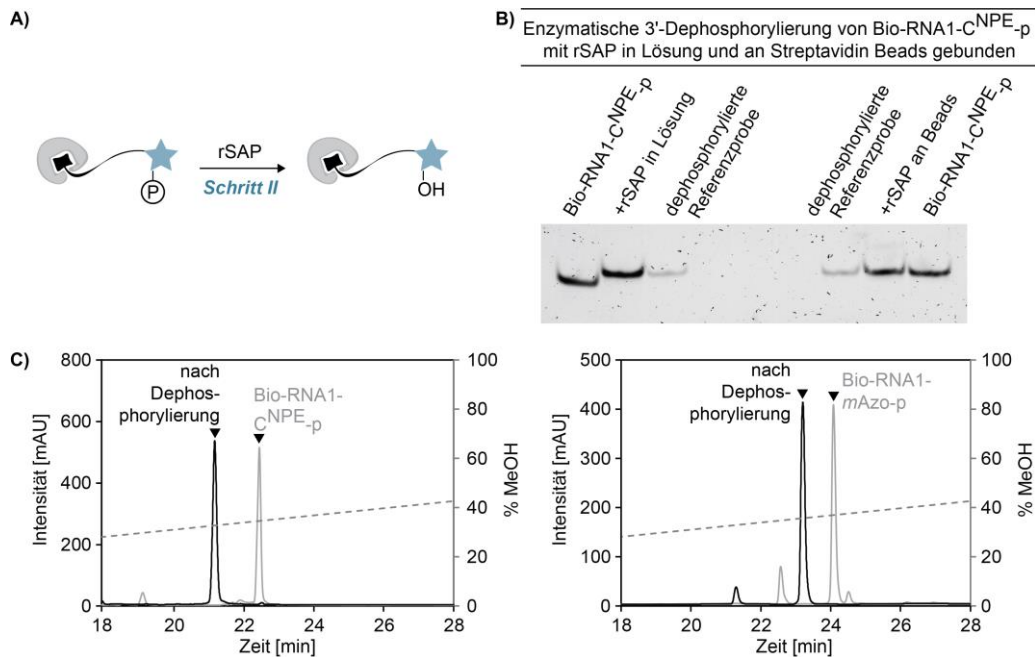 A)
rSAP
Schritt II
P
OH
B)
Enzymatische 3'-Dephosphorylierung von Bio-RNA1-C^NPE-p
mit rSAP in Lösung und an Streptavidin Beads gebunden
Bio-RNA1-C^NPE-p
+rSAP in Lösung
dephosphorylierte
Referenzprobe
dephosphorylierte
Referenzprobe
+rSAP an Beads
Bio-RNA1-C^NPE-p
C)
800
600
400
200
0
Intensität [mAU]
nach
Dephos-
phorylierung
Bio-RNA1-
C^NPE-p
100
80
60
40
20
0
% MeOH
18 20 22 24 26 28
Zeit [min]
500
400
300
200
100
0
Intensität [mAU]
nach
Dephos-
phorylierung
Bio-RNA1-
mAzo-p
100
80
60
40
20
0
% MeOH
18 20 22 24 26 28
Zeit [min]